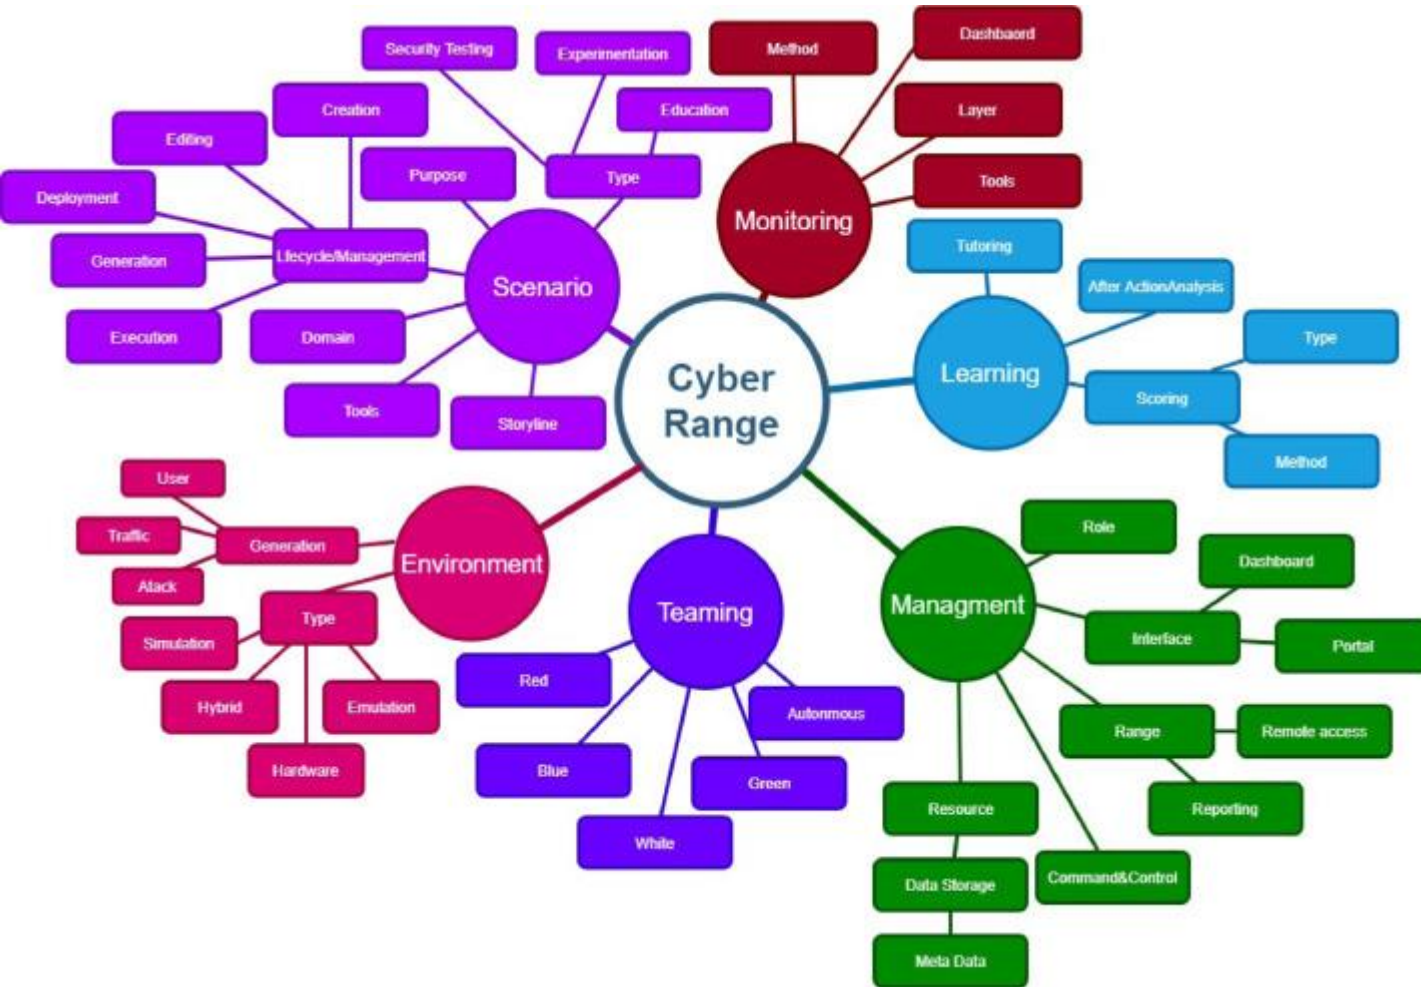 Security Testing
Experimentation
Education
Creation
Editing
Purpose
Type
Deployment
Generation
Lifecycle/Management
Execution
Domain
Tools
Storyline
Scenario
Method
Dashbaord
Layer
Tools
Monitoring
Tutoring
After ActionAnalysis
Type
Scoring
Method
Learning
Cyber
Range
User
Traffic
Atack
Generation
Environment
Type
Simulation
Hybrid
Emulation
Hardware
Teaming
Red
Blue
White
Green
Autonmous
Managment
Role
Dashboard
Interface
Portal
Range
Remote access
Reporting
Resource
Command&Control
Data Storage
Meta Data